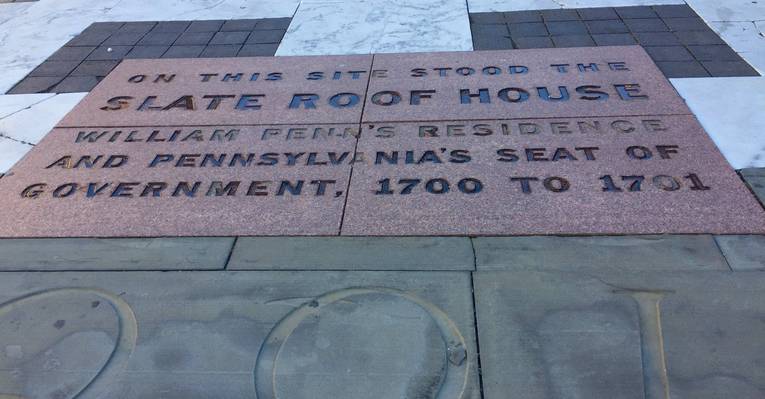 ON THIS SITE STOOD THE
SLATE ROOF HOUSE
WILLIAM PENN'S RESIDENCE
AND PENNSYLVANIA'S SEAT OF
GOVERNMENT, 1700 TO 1701